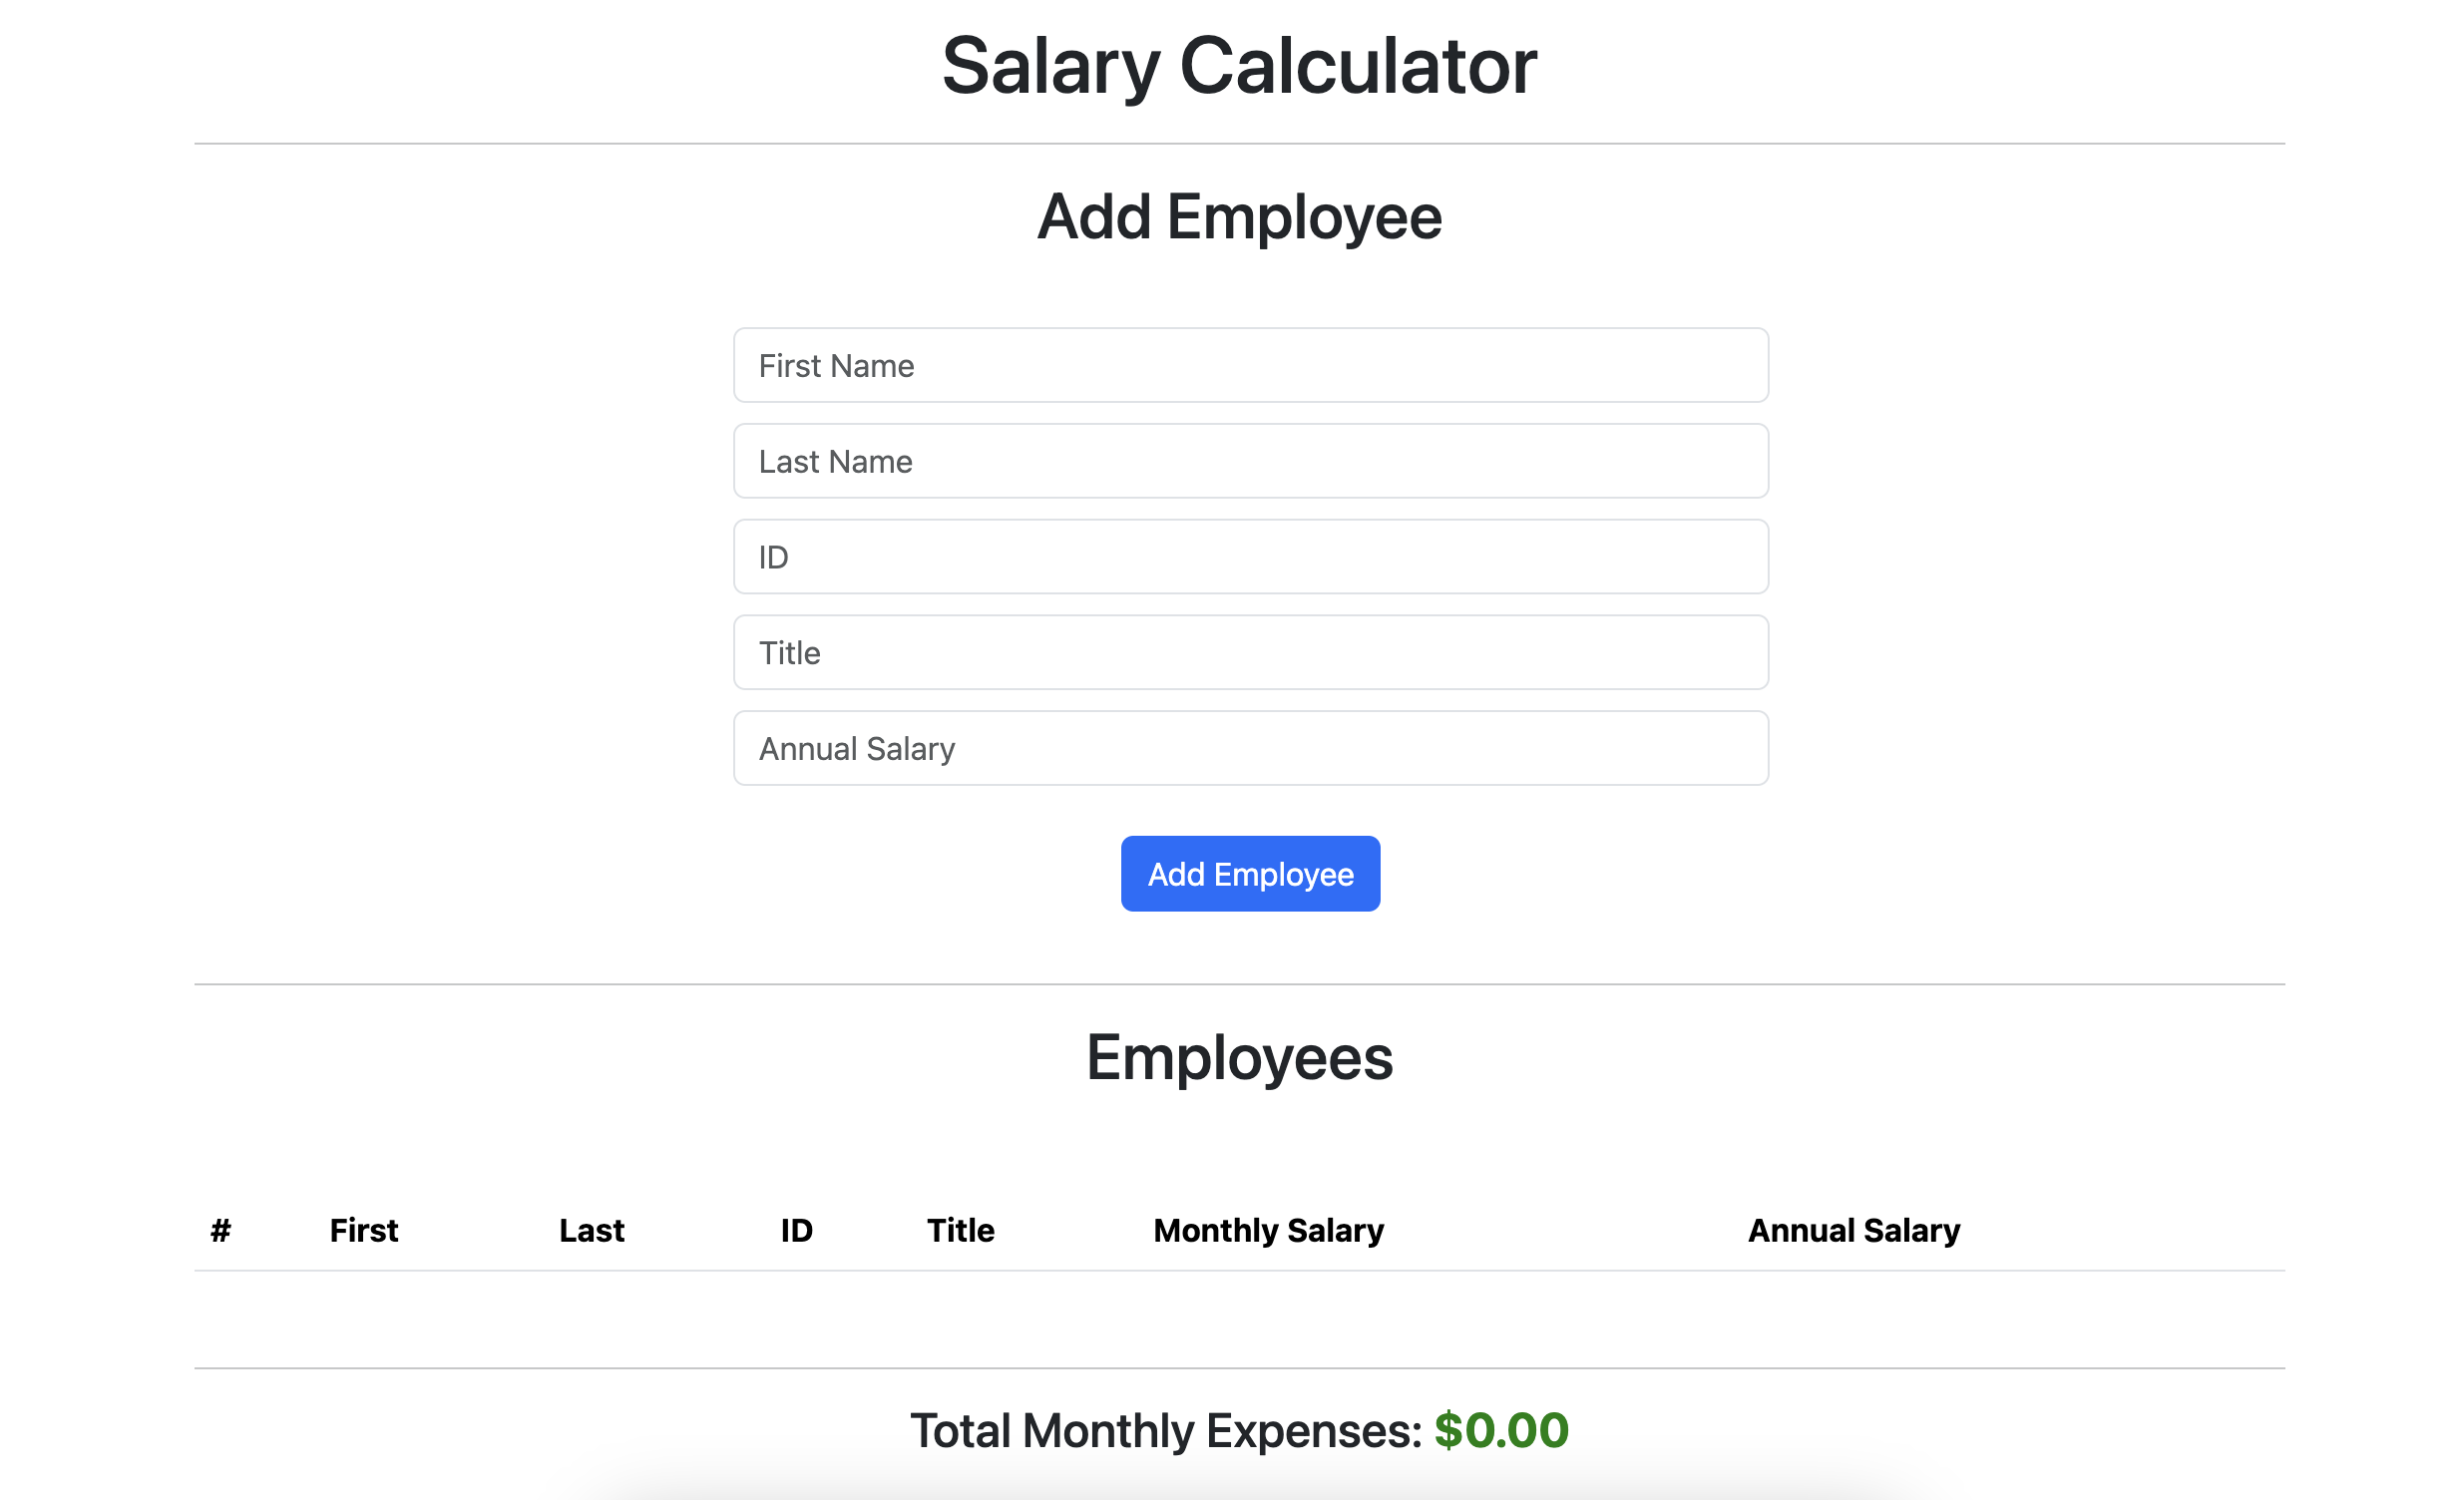 Salary Calculator
Add Employee
First Name
Last Name
ID
Title
Annual Salary
Add Employee
Employees
# First Last ID Title Monthly Salary Annual Salary
Total Monthly Expenses: $0.00